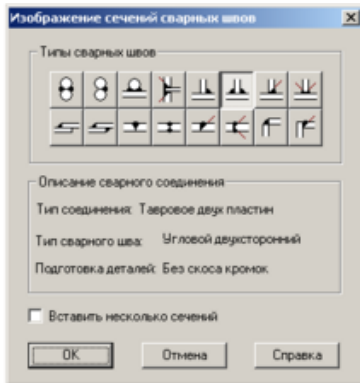 Изображение сечений сварных швов
Типы сварных швов
Описание сварного соединения
Тип соединения: Тавровое двух пластин
Тип сварного шва: Угловой двухсторонний
Подготовка деталей: Без скоса кромок
Вставить несколько сечений
OK Отмена Справка